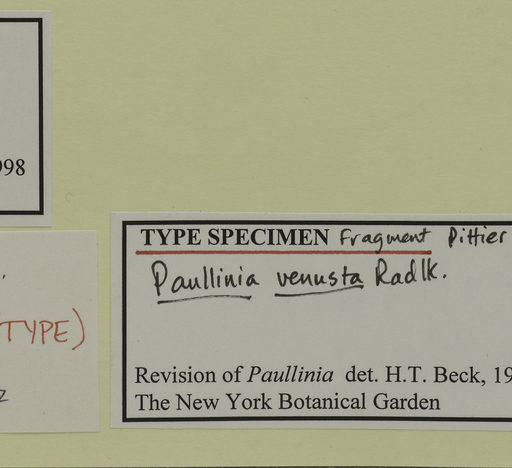 998
TYPE SPECIMEN Fragment Pittier
Paullinia venusta Radlk.
TYPE)
Revision of Paullinia det. H.T. Beck, 19
z
The New York Botanical Garden